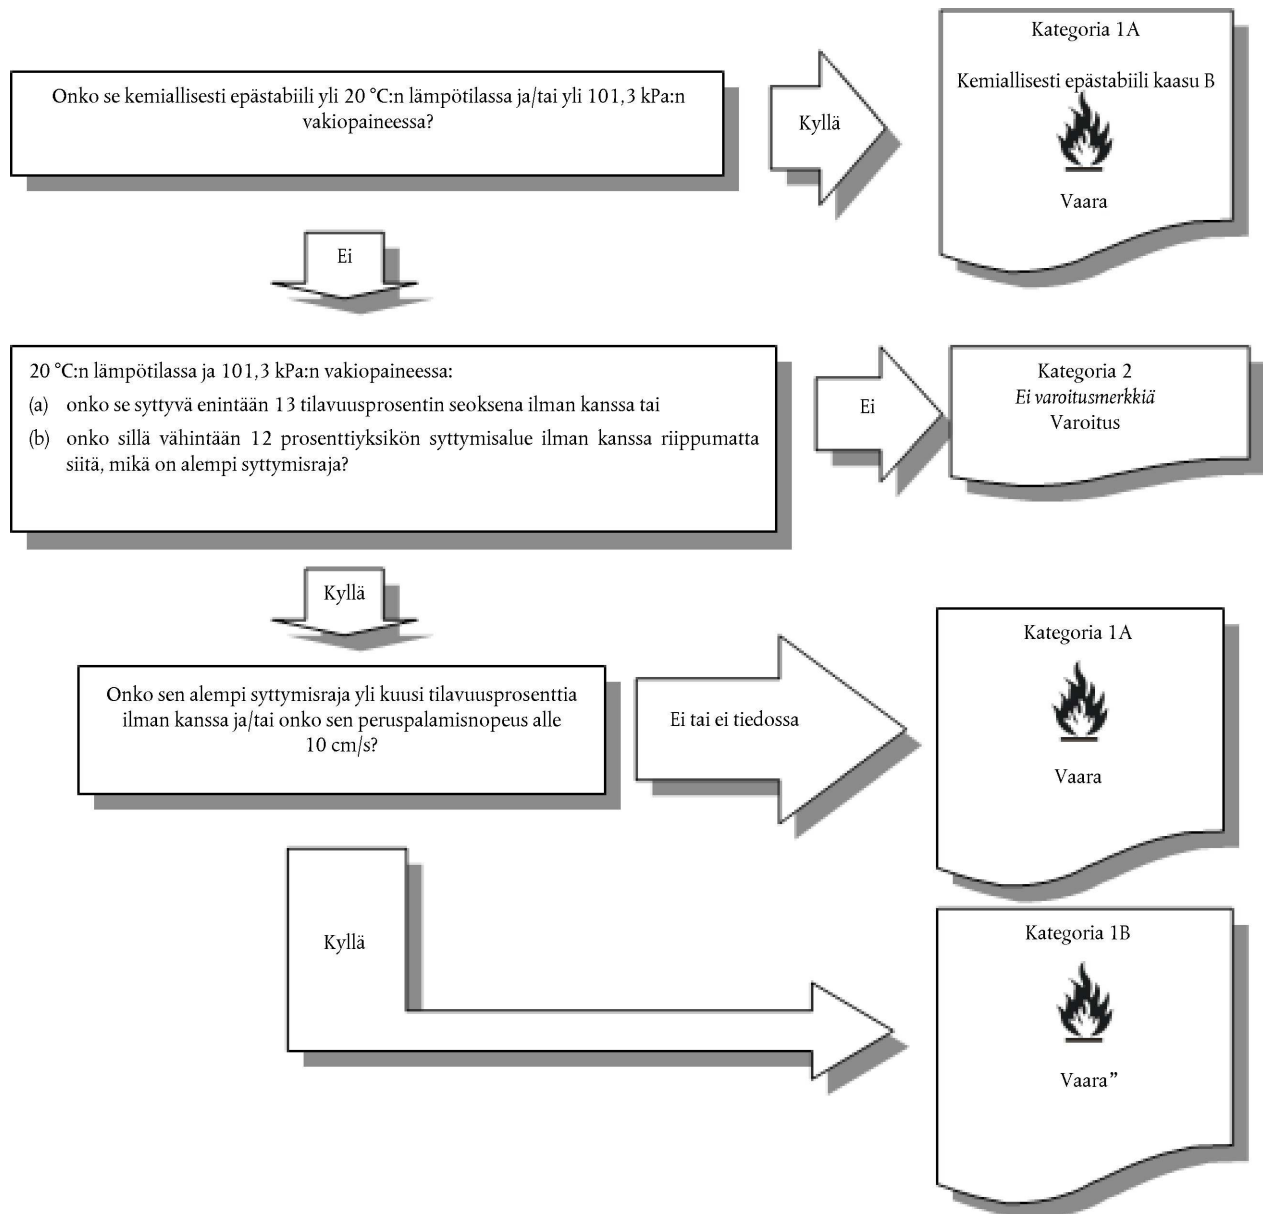 Kategoria 1A
Kemiallisesti epästabiili kaasu B
Vaara
Onko se kemiallisesti epästabiili yli 20 °C:n lämpötilassa ja/tai yli 101,3 kPa:n
vakiopaineessa?
Kyllä
Ei
20 °C:n lämpötilassa ja 101,3 kPa:n vakiopaineessa:
(a) onko se syttyvä enintään 13 tilavuusprosentin seoksena ilman kanssa tai
(b) onko sillä vähintään 12 prosenttiyksikön syttymisalue ilman kanssa riippumatta
siitä, mikä on alempi syttymisraja?
Ei
Kategoria 2
Ei varoitusmerkkiä
Varoitus
Kyllä
Onko sen alempi syttymisraja yli kuusi tilavuusprosenttia
ilman kanssa ja/tai onko sen peruspalamisnopeus alle
10 cm/s?
Ei tai ei tiedossa
Kategoria 1A
Vaara
Kyllä
Kategoria 1B
Vaara”